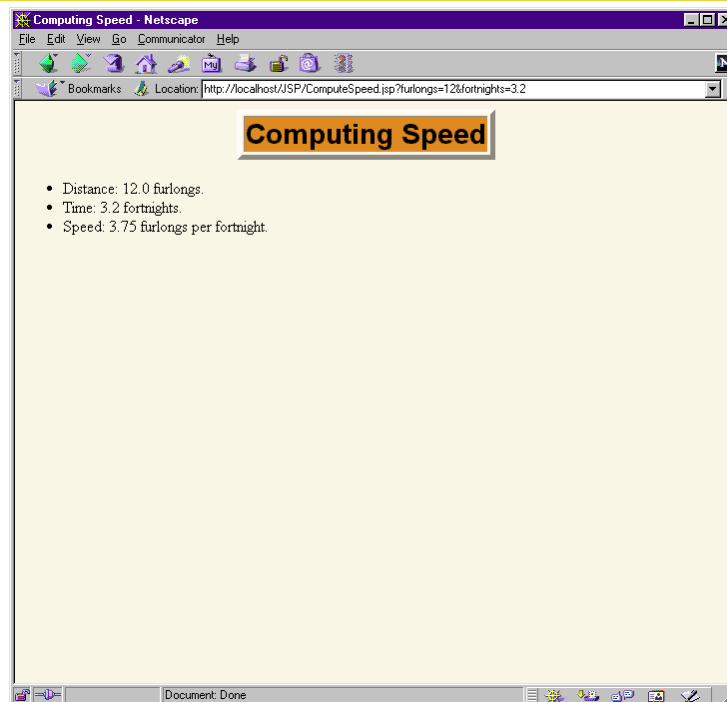 Computing Speed - Netscape
File Edit View Go Communicator Help
My
Bookmarks Location: http://localhost/JSP/ComputeSpeed.jsp?furlongs=12&fortnights=3.2
Computing Speed
• Distance: 12.0 furlongs.
• Time: 3.2 fortnights.
• Speed: 3.75 furlongs per fortnight.
Document: Done